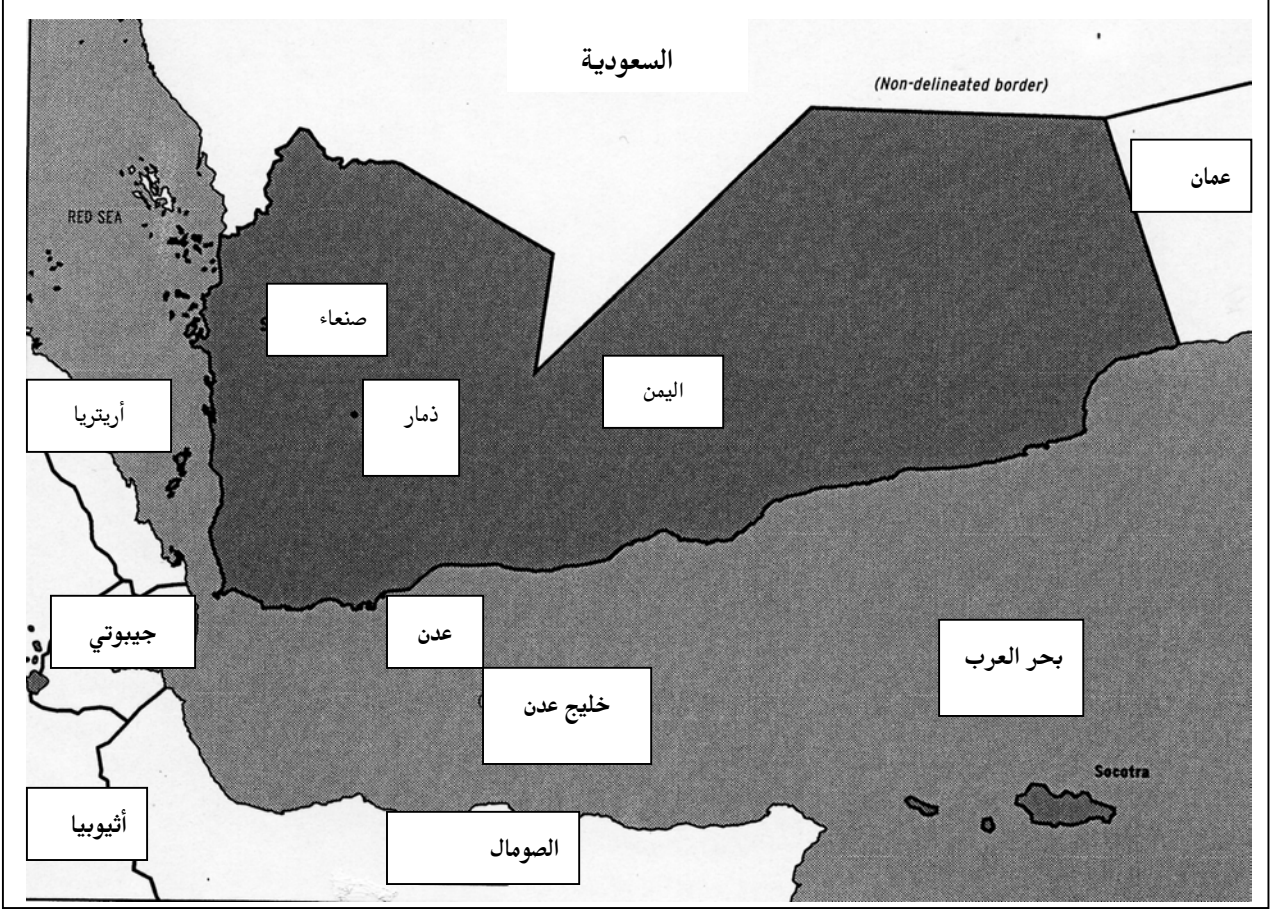 السعودية
(Non-delineated border)
عمان
RED SEA
صنعاء
اليمن
أريتريا
ذمار
جيبوتي
عدن
بحر العرب
خليج عدن
Socotra
أثيوبيا
الصومال